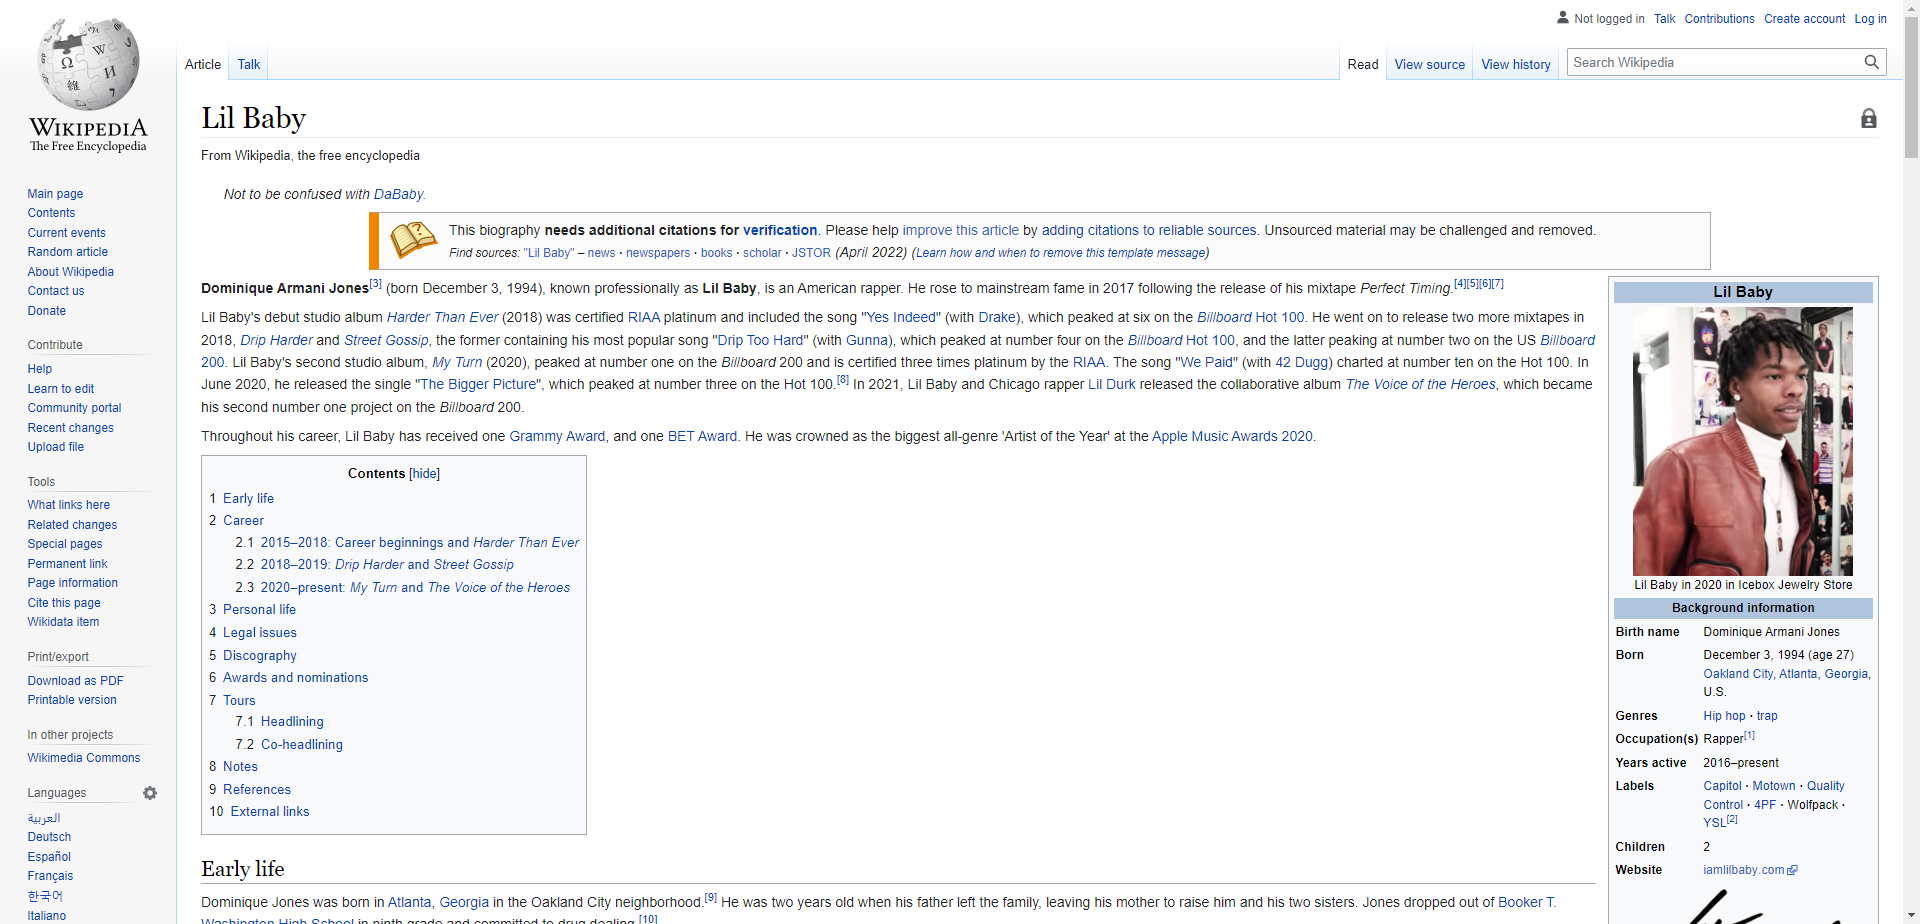 Not logged in Talk Contributions Create account Log in
Article Talk Read View source View history Search Wikipedia
WIKIPEDIA
The Free Encyclopedia
Main page
Contents
Current events
Random article
About Wikipedia
Contact us
Donate
Contribute
Help
Learn to edit
Community portal
Recent changes
Upload file
Tools
What links here
Related changes
Special pages
Permanent link
Page information
Cite this page
Wikidata item
Print/export
Download as PDF
Printable version
In other projects
Wikimedia Commons
Languages
العربية
Deutsch
Español
Français
한국어
Italiano
Lil Baby
From Wikipedia, the free encyclopedia
Not to be confused with DaBaby.
This biography needs additional citations for verification. Please help improve this article by adding citations to reliable sources. Unsourced material may be challenged and removed.
Find sources: "Lil Baby" – news · newspapers · books · scholar · JSTOR (April 2022) (Learn how and when to remove this template message)
Dominique Armani Jones[3] (born December 3, 1994), known professionally as Lil Baby, is an American rapper. He rose to mainstream fame in 2017 following the release of his mixtape Perfect Timing.[4][5][6][7]
Lil Baby's debut studio album Harder Than Ever (2018) was certified RIAA platinum and included the song "Yes Indeed" (with Drake), which peaked at six on the Billboard Hot 100. He went on to release two more mixtapes in
2018, Drip Harder and Street Gossip, the former containing his most popular song "Drip Too Hard" (with Gunna), which peaked at number four on the Billboard Hot 100, and the latter peaking at number two on the US Billboard
200. Lil Baby's second studio album, My Turn (2020), peaked at number one on the Billboard 200 and is certified three times platinum by the RIAA. The song "We Paid" (with 42 Dugg) charted at number ten on the Hot 100. In
June 2020, he released the single "The Bigger Picture", which peaked at number three on the Hot 100.[8] In 2021, Lil Baby and Chicago rapper Lil Durk released the collaborative album The Voice of the Heroes, which became
his second number one project on the Billboard 200.
Throughout his career, Lil Baby has received one Grammy Award, and one BET Award. He was crowned as the biggest all-genre 'Artist of the Year' at the Apple Music Awards 2020.
Contents [hide]
1 Early life
2 Career
2.1 2015–2018: Career beginnings and Harder Than Ever
2.2 2018–2019: Drip Harder and Street Gossip
2.3 2020–present: My Turn and The Voice of the Heroes
3 Personal life
4 Legal issues
5 Discography
6 Awards and nominations
7 Tours
7.1 Headlining
7.2 Co-headlining
8 Notes
9 References
10 External links
Early life
Dominique Jones was born in Atlanta, Georgia in the Oakland City neighborhood.[9] He was two years old when his father left the family, leaving his mother to raise him and his two sisters. Jones dropped out of Booker T.
Washington High School in ninth grade and committed to drug dealing.[10]
Lil Baby
Lil Baby in 2020 in Icebox Jewelry Store
Background information
Birth name Dominique Armani Jones
Born December 3, 1994 (age 27)
Oakland City, Atlanta, Georgia,
U.S.
Genres Hip hop · trap
Occupation(s) Rapper[1]
Years active 2016–present
Labels Capitol · Motown · Quality
Control · 4PF · Wolfpack ·
YSL[2]
Children 2
Website iamlilbaby.com